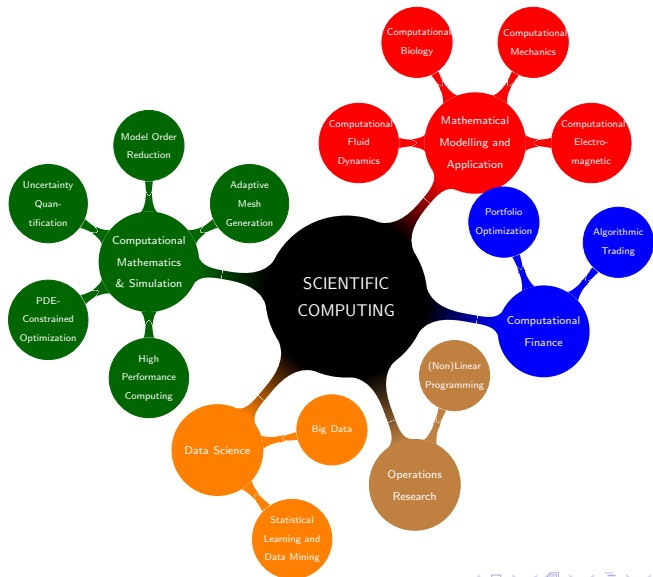 Computational
Biology
Computational
Mechanics
Computational
Fluid
Dynamics
Mathematical
Modelling and
Application
Computational
Electro-
magnetic
Model Order
Reduction
Uncertainty
Quan-
tification
Adaptive
Mesh
Generation
Computational
Mathematics
& Simulation
PDE-
Constrained
Optimization
High
Performance
Computing
SCIENTIFIC
COMPUTING
Portfolio
Optimization
Algorithmic
Trading
Computational
Finance
(Non)Linear
Programming
Operations
Research
Data Science
Big Data
Statistical
Learning and
Data Mining